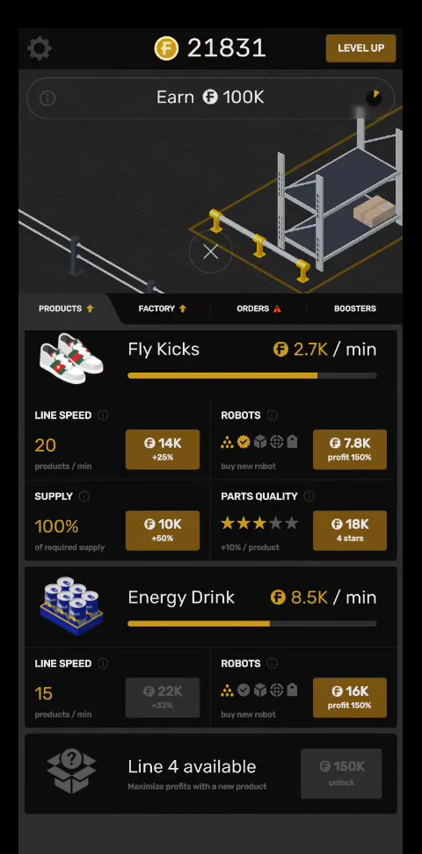 21831
LEVEL UP
Earn 100K
PRODUCTS
FACTORY
ORDERS
BOOSTERS
Fly Kicks
2.7K / min
LINE SPEED
20
products / min
14K
+25%
ROBOTS
buy new robot
7.8K
profit 150%
SUPPLY
100%
of required supply
10K
+50%
PARTS QUALITY
+10% / product
18K
4 stars
Energy Drink
8.5K / min
LINE SPEED
15
products / min
22K
+33%
ROBOTS
buy new robot
16K
profit 150%
Line 4 available
Maximize profits with a new product
150K
unlock